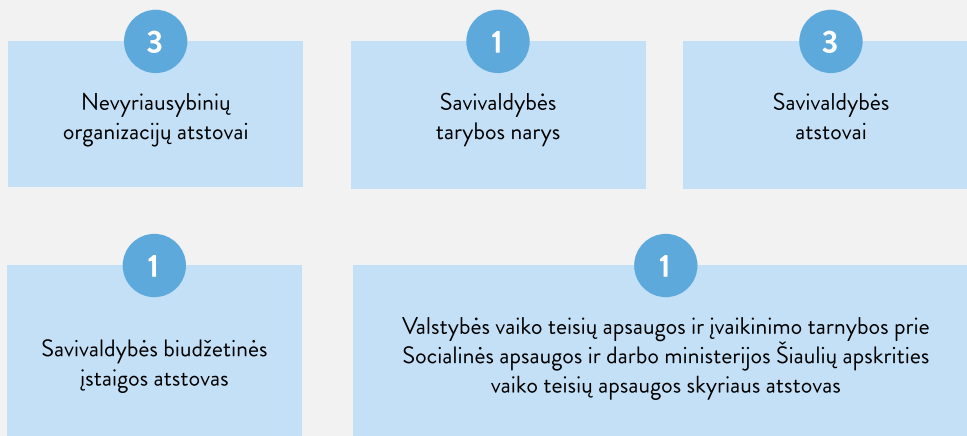 3
Nevyriausybinių
organizacijų atstovai
1
Savivaldybės
tarybos narys
3
Savivaldybės
atstovai
1
Savivaldybės biudžetinės
įstaigos atstovas
1
Valstybės vaiko teisių apsaugos ir įvaikinimo tarnybos prie
Socialinės apsaugos ir darbo ministerijos Šiaulių apskrities
vaiko teisių apsaugos skyriaus atstovas